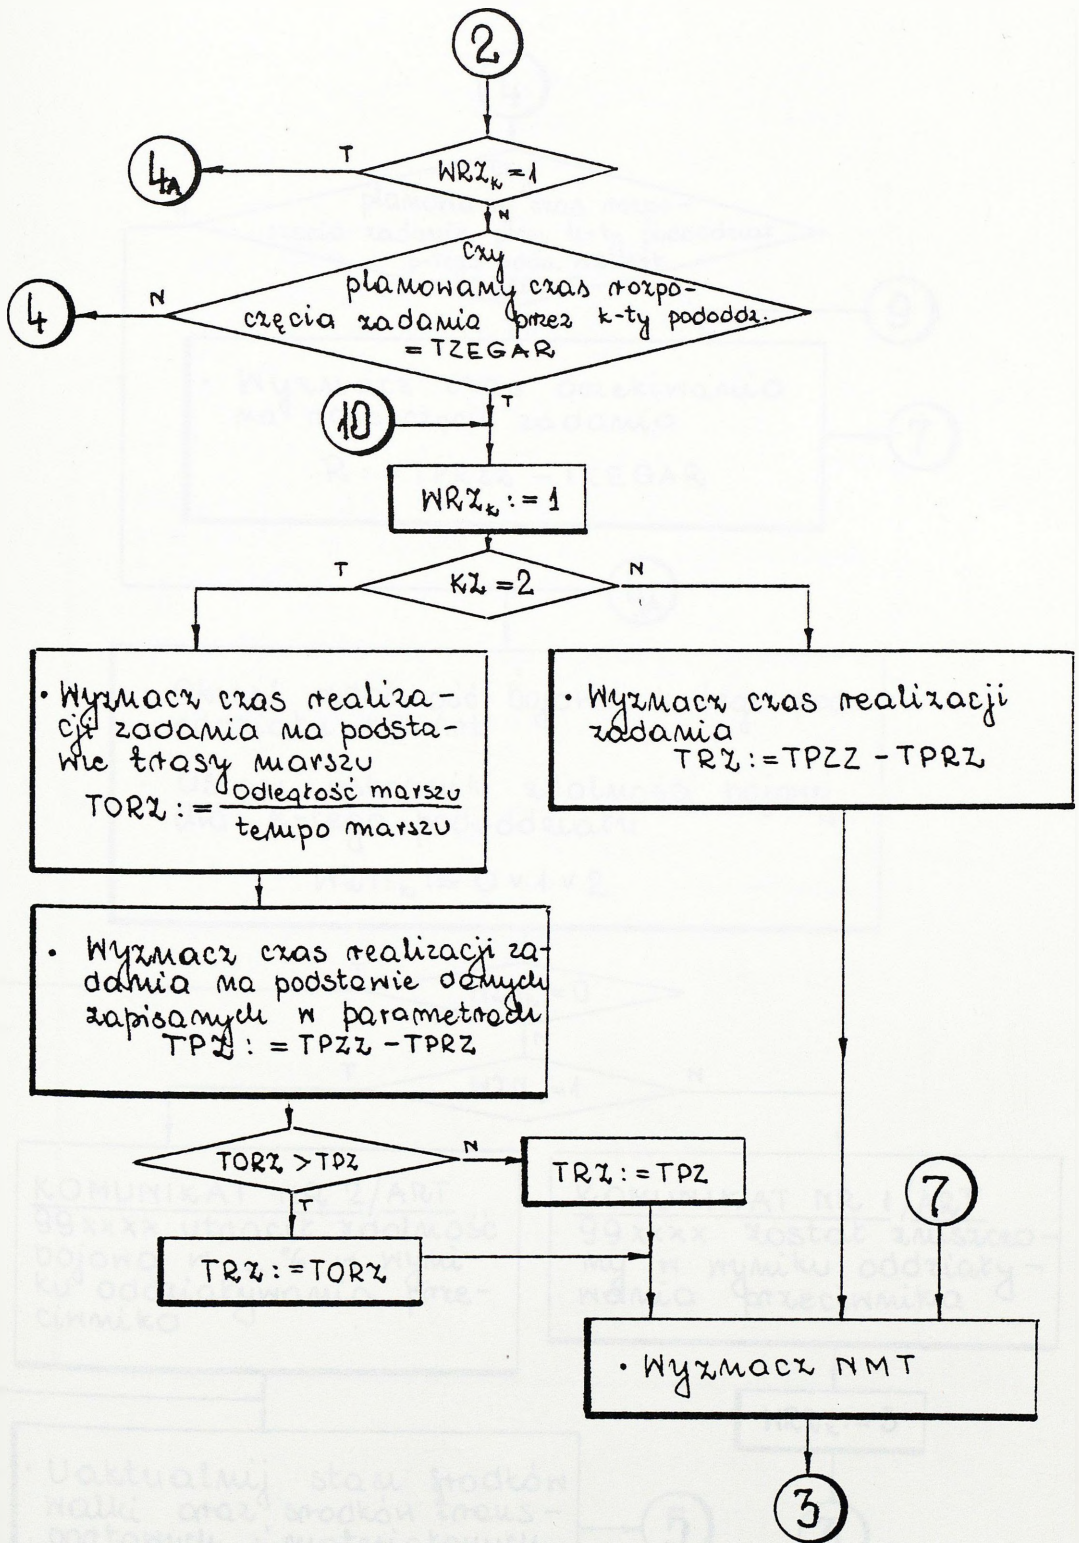 2
T
4A
WRZₖ = 1
N
czy
planowany czas rozpo-
częcia zadania przez k-ty pododdz.
= TZEGAR
N
4
T
10
WRZₖ := 1
T
KZ = 2
N
• Wyznacz czas realiza-
cji zadania na podsta-
wie trasy marszu
TORZ := odległość marszu
tempo marszu
• Wyznacz czas realizacji
zadania
TRZ := TPZZ - TPRZ
• Wyznacz czas realizacji za-
dania na podstawie danych
zapisanych w parametrach
TPZ := TPZZ - TPRZ
TORZ > TPZ
N
TRZ := TPZ
T
7
TRZ := TORZ
• Wyznacz NMT
3